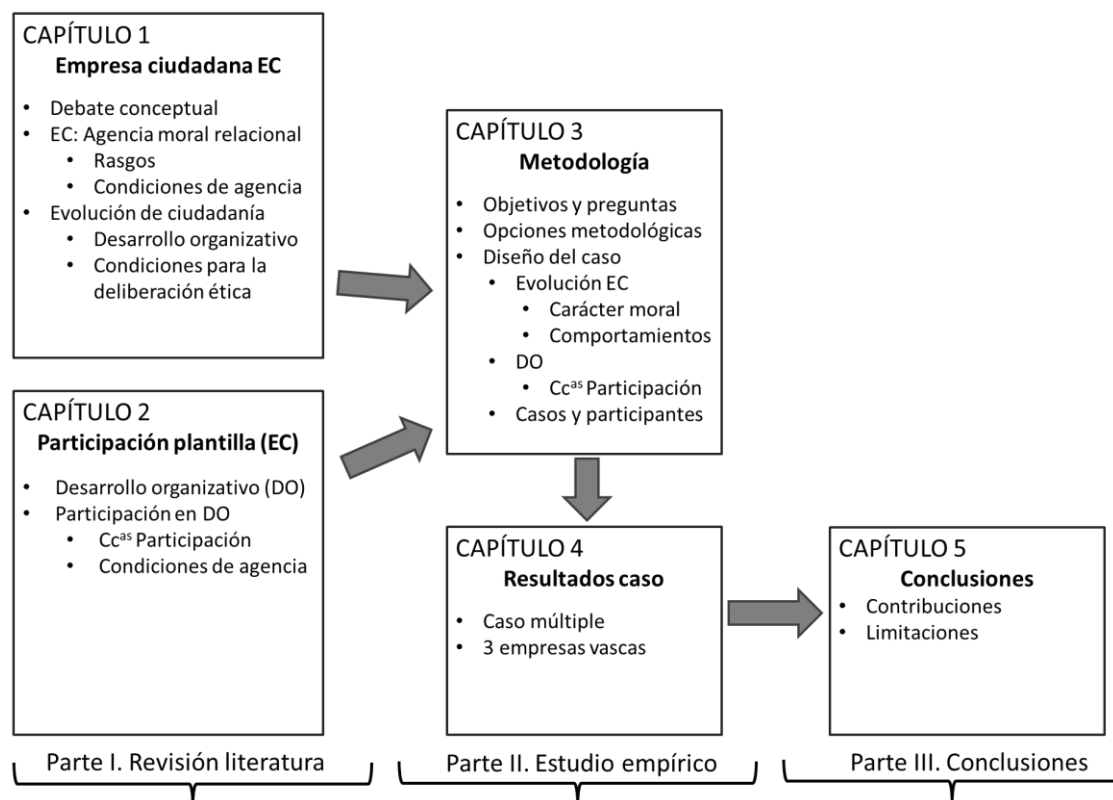 CAPÍTULO 1
Empresa ciudadana EC
• Debate conceptual
• EC: Agencia moral relacional
• Rasgos
• Condiciones de agencia
• Evolución de ciudadanía
• Desarrollo organizativo
• Condiciones para la
deliberación ética
CAPÍTULO 2
Participación plantilla (EC)
• Desarrollo organizativo (DO)
• Participación en DO
• Ccᵃˢ Participación
• Condiciones de agencia
CAPÍTULO 3
Metodología
• Objetivos y preguntas
• Opciones metodológicas
• Diseño del caso
• Evolución EC
• Carácter moral
• Comportamientos
• DO
• Ccᵃˢ Participación
• Casos y participantes
CAPÍTULO 4
Resultados caso
• Caso múltiple
• 3 empresas vascas
CAPÍTULO 5
Conclusiones
• Contribuciones
• Limitaciones
Parte I. Revisión literatura
Parte II. Estudio empírico
Parte III. Conclusiones